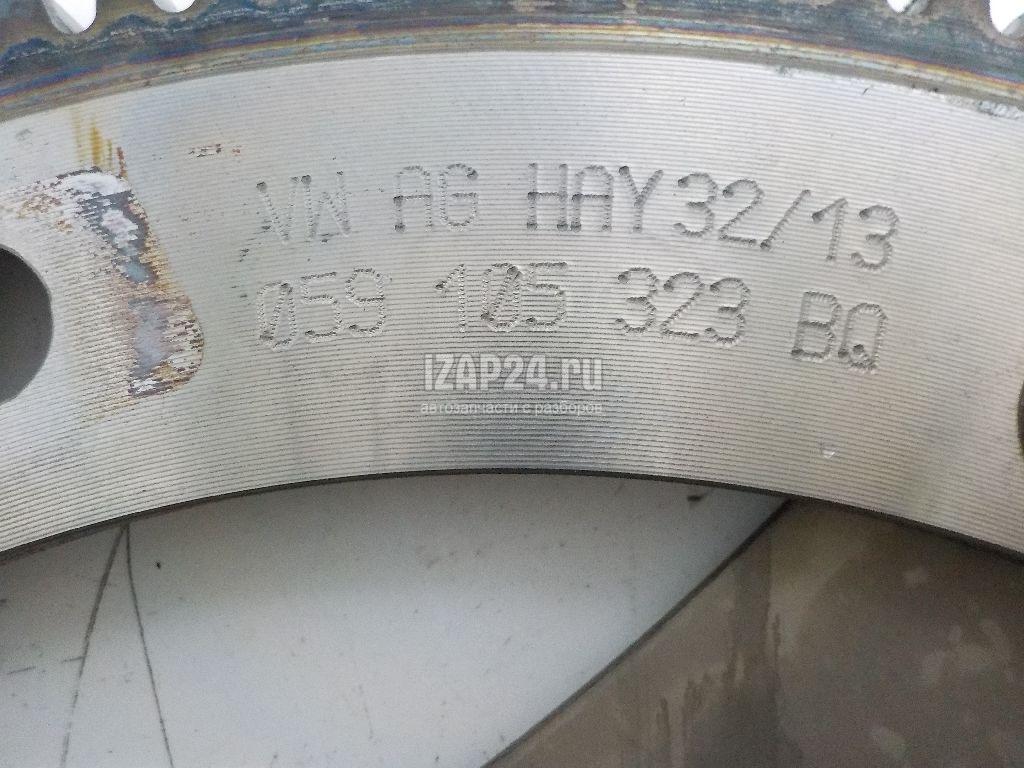 VW AG HAY32/13
059 105 323 BQ
IZAP24.ru
автозапчасти с разборов